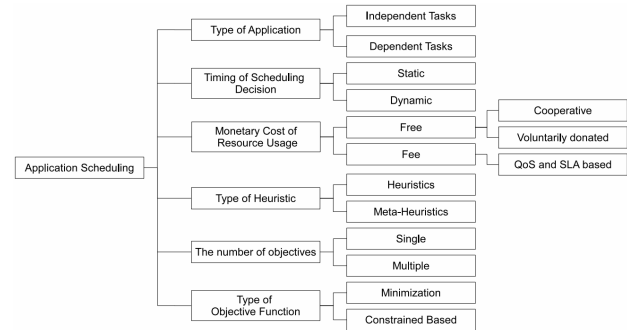 Application Scheduling
Type of Application
Independent Tasks
Dependent Tasks
Timing of Scheduling
Decision
Static
Dynamic
Monetary Cost of
Resource Usage
Free
Cooperative
Voluntarily donated
Fee
QoS and SLA based
Type of Heuristic
Heuristics
Meta-Heuristics
The number of objectives
Single
Multiple
Type of
Objective Function
Minimization
Constrained Based